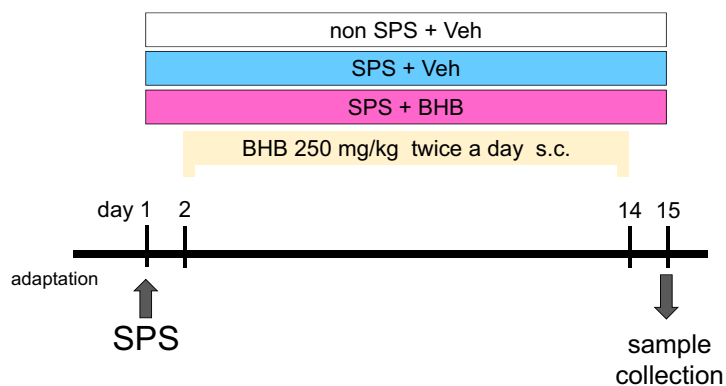 non SPS + Veh
SPS + Veh
SPS + BHB
BHB 250 mg/kg twice a day s.c.
day 1 2 14 15
adaptation
SPS
sample
collection